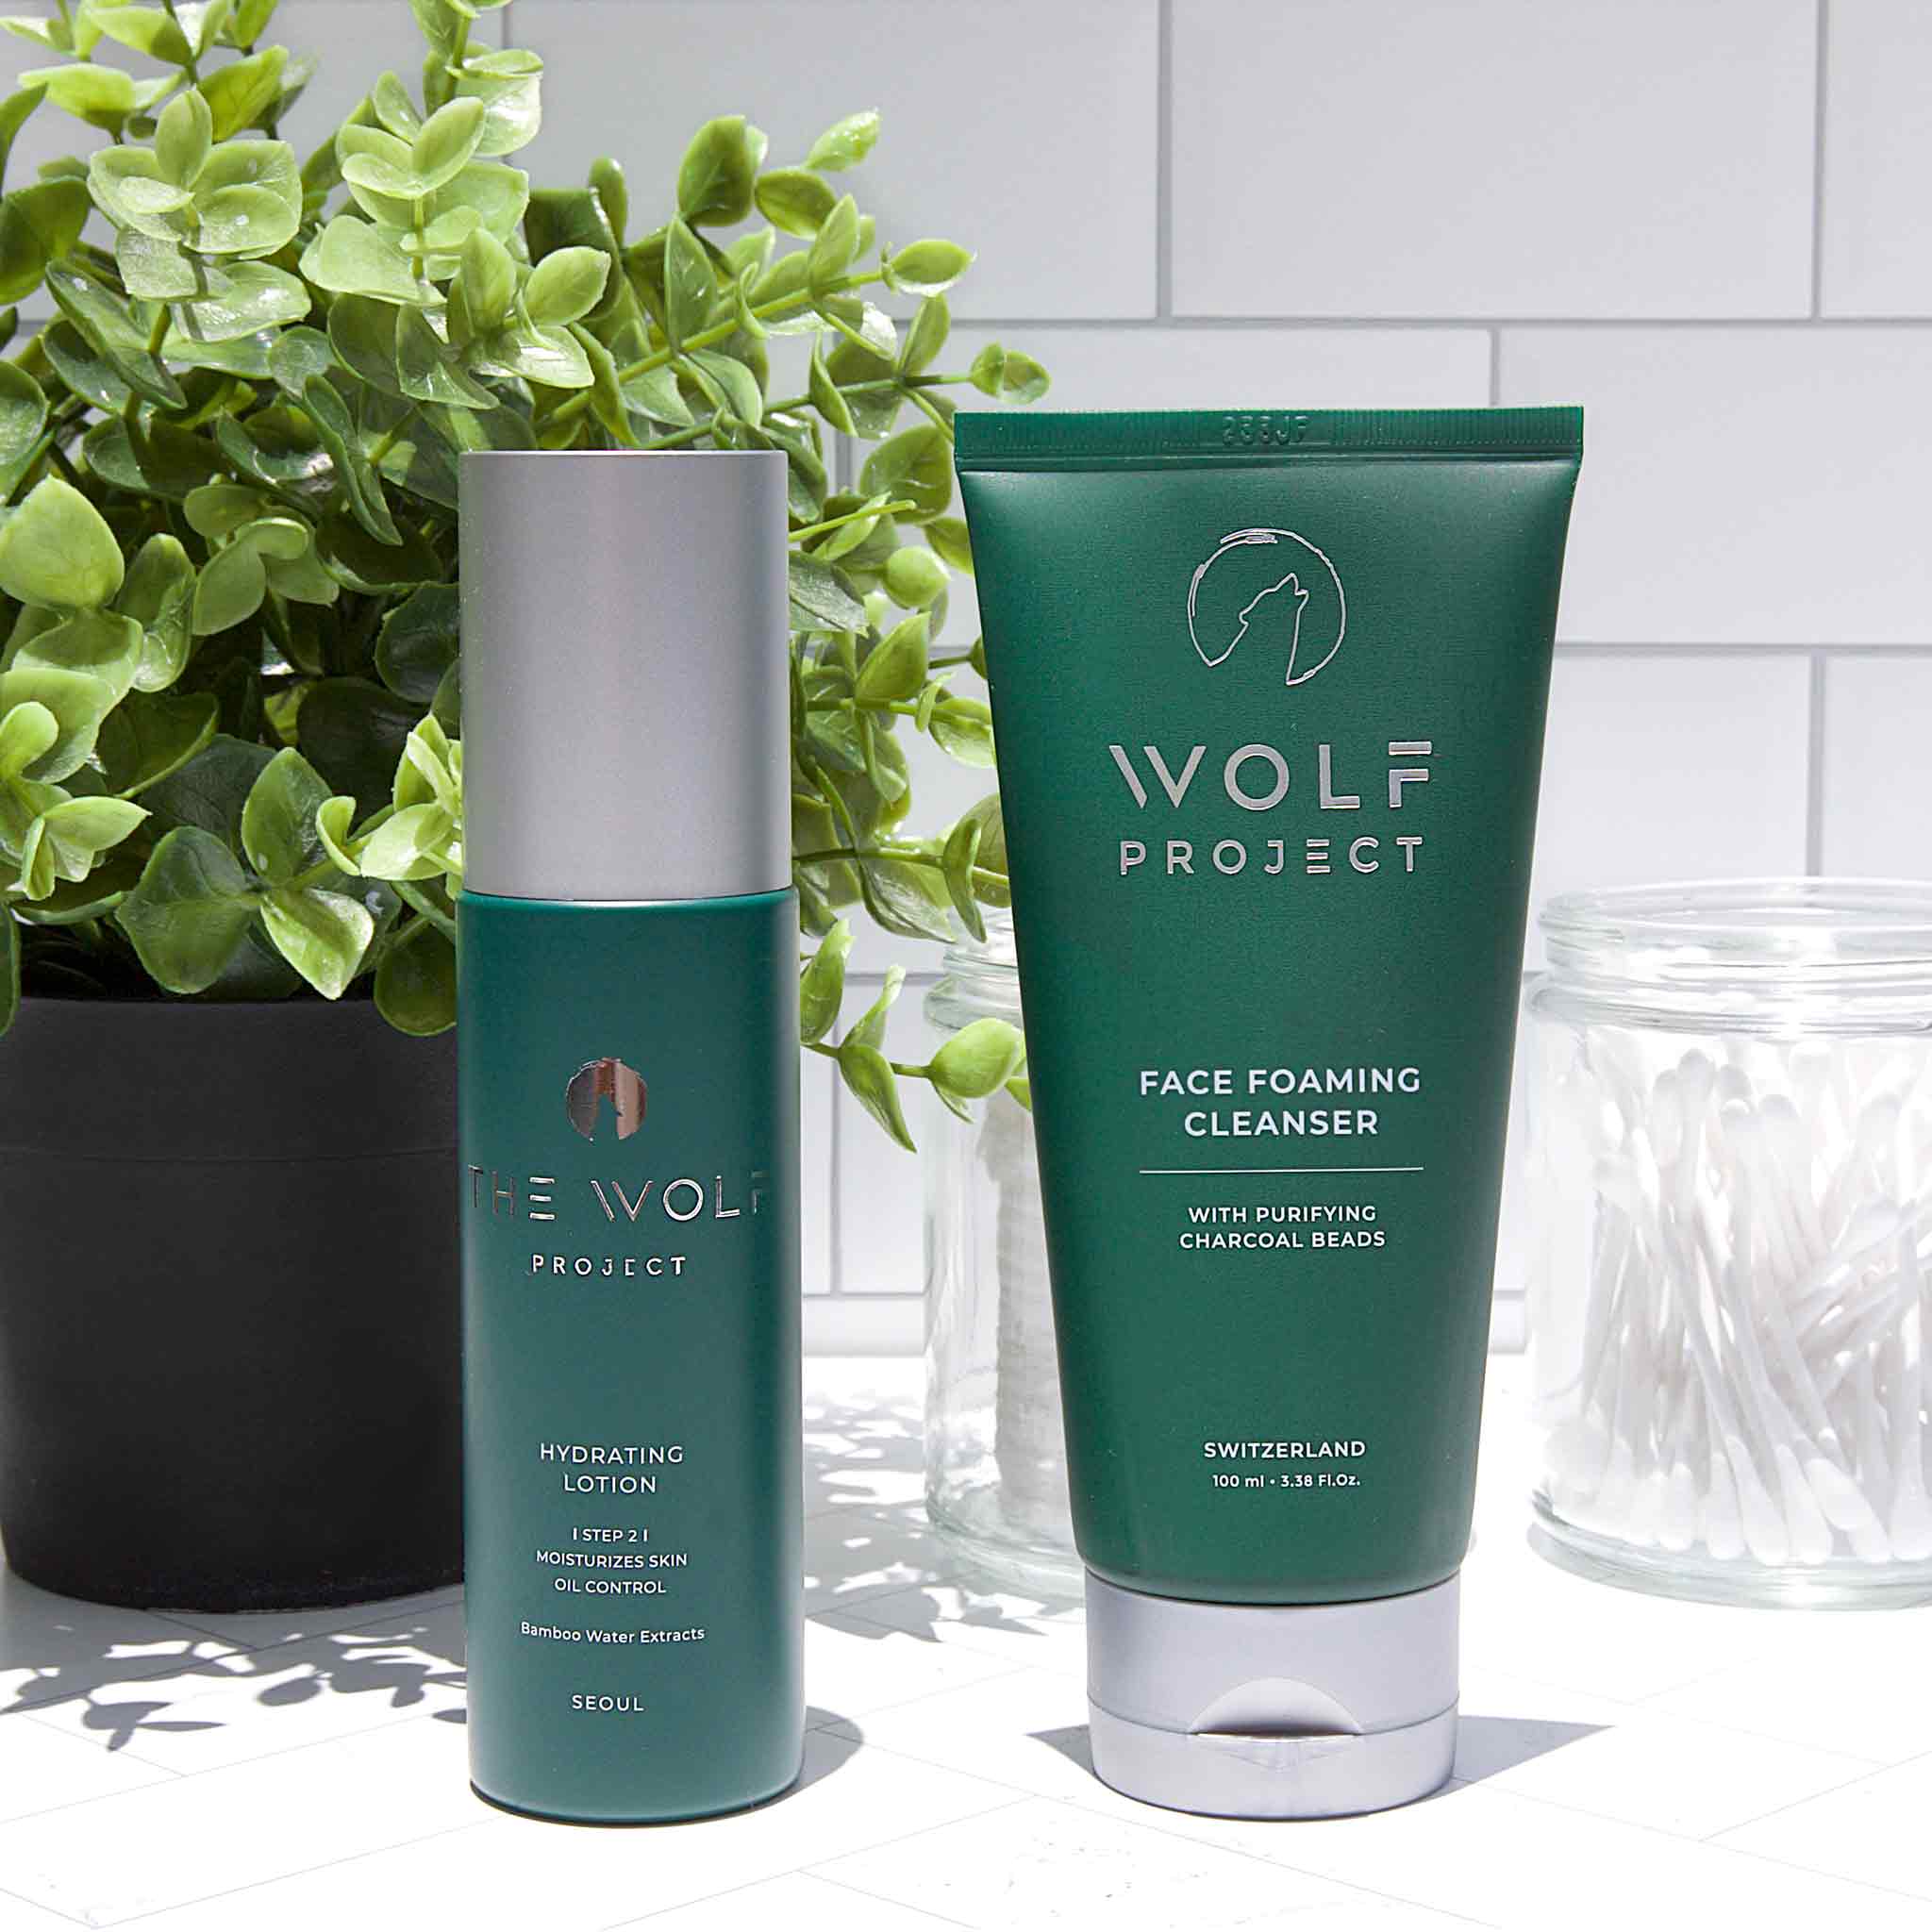 THE WOLF
PROJECT
HYDRATING
LOTION
I STEP 2 I
MOISTURIZES SKIN
OIL CONTROL
Bamboo Water Extracts
SEOUL
WOLF
PROJECT
FACE FOAMING
CLEANSER
WITH PURIFYING
CHARCOAL BEADS
SWITZERLAND
100 ml • 3.38 Fl.Oz.